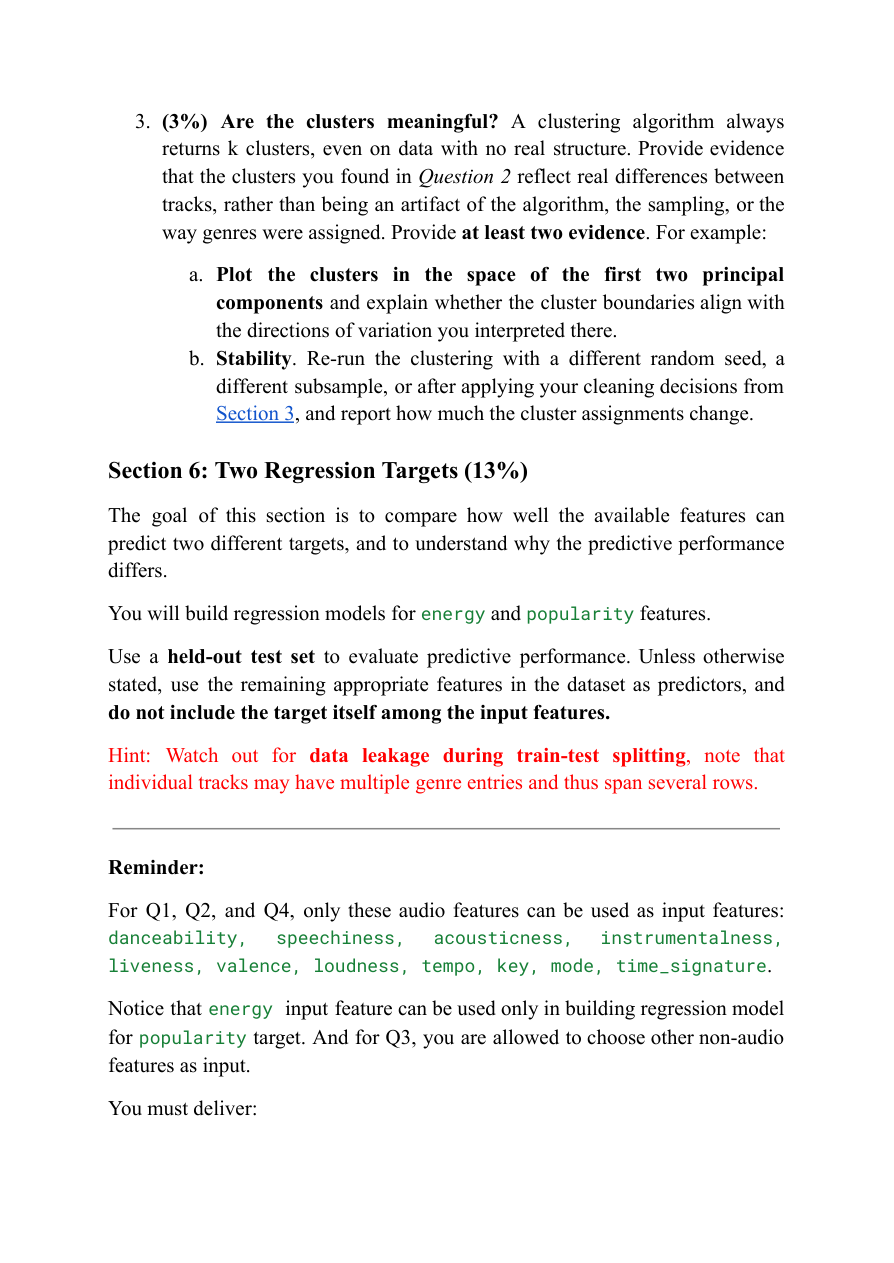 3. (3%) Are the clusters meaningful? A clustering algorithm always
returns k clusters, even on data with no real structure. Provide evidence
that the clusters you found in Question 2 reflect real differences between
tracks, rather than being an artifact of the algorithm, the sampling, or the
way genres were assigned. Provide at least two evidence. For example:
a. Plot the clusters in the space of the first two principal
components and explain whether the cluster boundaries align with
the directions of variation you interpreted there.
b. Stability. Re-run the clustering with a different random seed, a
different subsample, or after applying your cleaning decisions from
Section 3, and report how much the cluster assignments change.
Section 6: Two Regression Targets (13%)
The goal of this section is to compare how well the available features can
predict two different targets, and to understand why the predictive performance
differs.
You will build regression models for energy and popularity features.
Use a held-out test set to evaluate predictive performance. Unless otherwise
stated, use the remaining appropriate features in the dataset as predictors, and
do not include the target itself among the input features.
Hint: Watch out for data leakage during train-test splitting, note that
individual tracks may have multiple genre entries and thus span several rows.
Reminder:
For Q1, Q2, and Q4, only these audio features can be used as input features:
danceability, speechiness, acousticness, instrumentalness,
liveness, valence, loudness, tempo, key, mode, time_signature.
Notice that energy input feature can be used only in building regression model
for popularity target. And for Q3, you are allowed to choose other non-audio
features as input.
You must deliver: